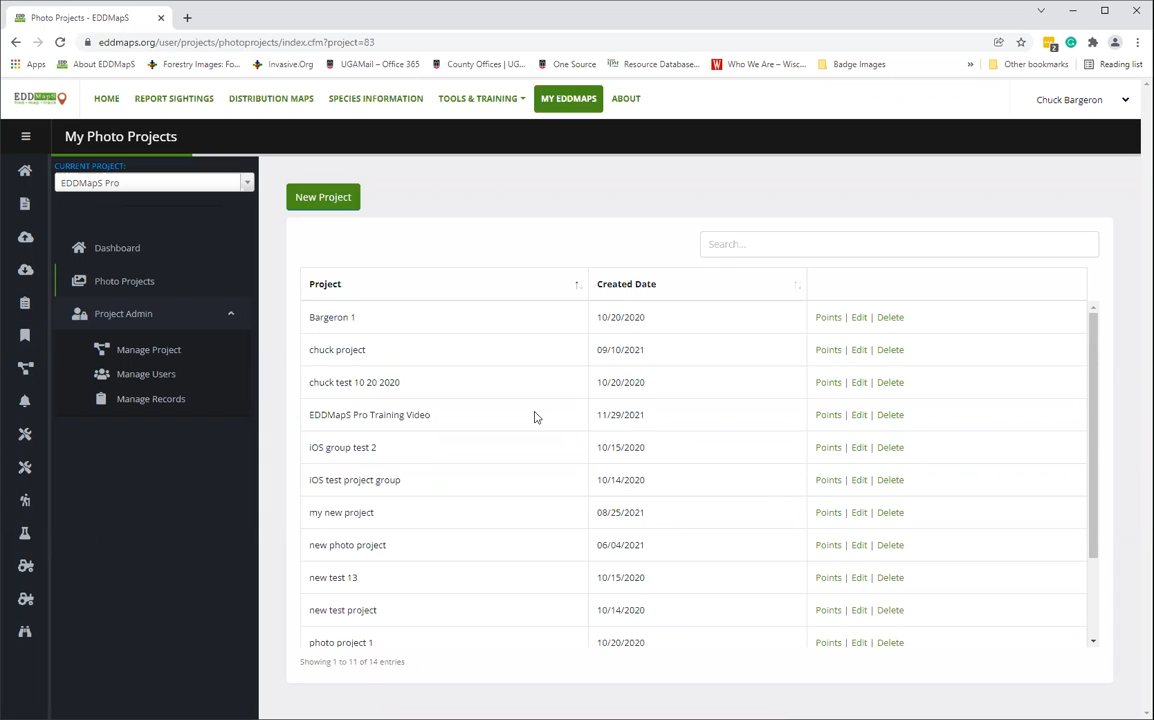 Photo Projects - EDDMapS
eddmaps.org/user/projects/photoprojects/index.cfm?project=83
2
Apps About EDDMapS Forestry Images: Fo... Invasive.Org UGAMail – Office 365 County Offices | UG... One Source Resource Database... Who We Are – Wisc... Badge Images » Other bookmarks Reading list
EDDMapS HOME REPORT SIGHTINGS DISTRIBUTION MAPS SPECIES INFORMATION TOOLS & TRAINING MY EDDMAPS ABOUT Chuck Bargeron
My Photo Projects
CURRENT PROJECT:
EDDMapS Pro
Dashboard
Photo Projects
Project Admin
Manage Project
Manage Users
Manage Records
New Project
Search...
Project Created Date
Bargeron 1 10/20/2020 Points | Edit | Delete
chuck project 09/10/2021 Points | Edit | Delete
chuck test 10 20 2020 10/20/2020 Points | Edit | Delete
EDDMapS Pro Training Video 11/29/2021 Points | Edit | Delete
iOS group test 2 10/15/2020 Points | Edit | Delete
iOS test project group 10/14/2020 Points | Edit | Delete
my new project 08/25/2021 Points | Edit | Delete
new photo project 06/04/2021 Points | Edit | Delete
new test 13 10/15/2020 Points | Edit | Delete
new test project 10/14/2020 Points | Edit | Delete
photo project 1 10/20/2020 Points | Edit | Delete
Showing 1 to 11 of 14 entries